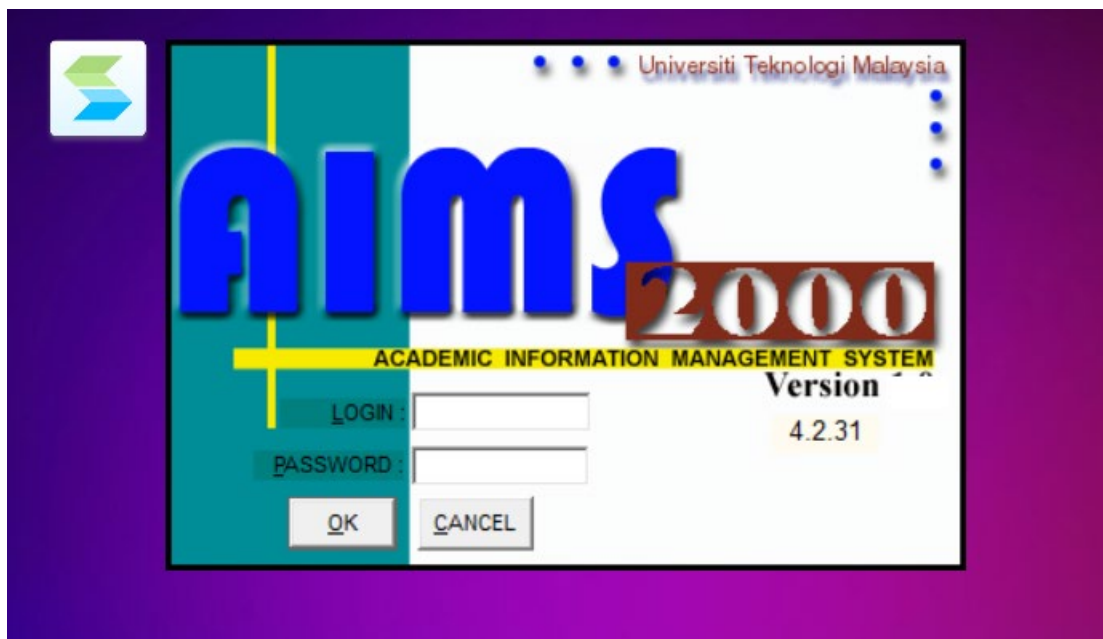 Universiti Teknologi Malaysia
AIMS
2000
ACADEMIC INFORMATION MANAGEMENT SYSTEM
Version
4.2.31
LOGIN :
PASSWORD :
OK
CANCEL